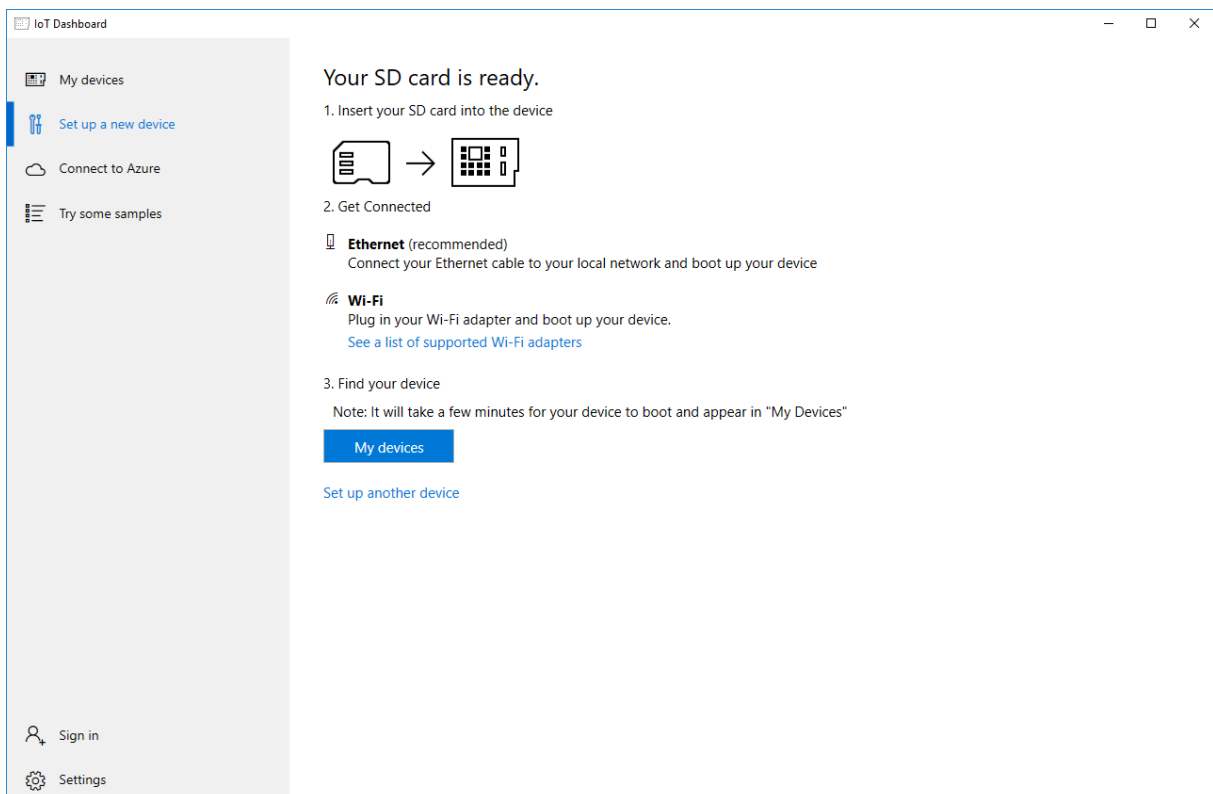 IoT Dashboard
My devices
Set up a new device
Connect to Azure
Try some samples
Sign in
Settings
Your SD card is ready.
1. Insert your SD card into the device
2. Get Connected
Ethernet (recommended)
Connect your Ethernet cable to your local network and boot up your device
Wi-Fi
Plug in your Wi-Fi adapter and boot up your device.
See a list of supported Wi-Fi adapters
3. Find your device
Note: It will take a few minutes for your device to boot and appear in "My Devices"
My devices
Set up another device